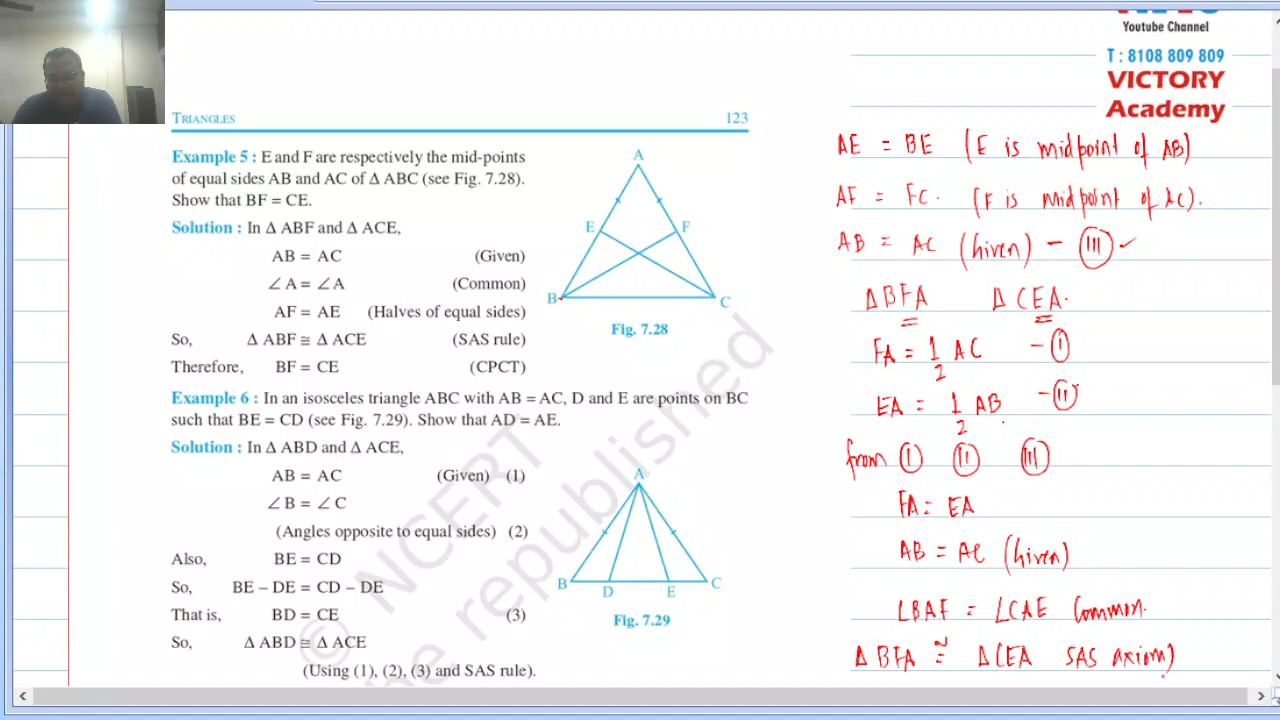 Youtube Channel
T : 8108 809 809
VICTORY
Academy
TRIANGLES 123
Example 5 : E and F are respectively the mid-points
of equal sides AB and AC of Δ ABC (see Fig. 7.28).
Show that BF = CE.
Solution : In Δ ABF and Δ ACE,
AB = AC (Given)
∠ A = ∠ A (Common)
AF = AE (Halves of equal sides)
So, Δ ABF ≅ Δ ACE (SAS rule)
Therefore, BF = CE (CPCT)
A
E F
B C
Fig. 7.28
Example 6 : In an isosceles triangle ABC with AB = AC, D and E are points on BC
such that BE = CD (see Fig. 7.29). Show that AD = AE.
Solution : In Δ ABD and Δ ACE,
AB = AC (Given) (1)
∠ B = ∠ C
(Angles opposite to equal sides) (2)
Also, BE = CD
So, BE – DE = CD – DE
That is, BD = CE (3)
So, Δ ABD ≅ Δ ACE
(Using (1), (2), (3) and SAS rule).
A
B D E C
Fig. 7.29
© NCERT
the republished
AE = BE (E is midpoint of AB)
AF = FC. (F is midpoint of AC).
AB = AC (Given) – (III) ✓
Δ BFA Δ CEA.
FA = 1/2 AC – (I)
EA = 1/2 AB. – (II)
from (I) (II) (III)
FA = EA
AB = AC (Given)
∠BAF = ∠CAE Common.
Δ BFA ≅ Δ CEA SAS axiom)